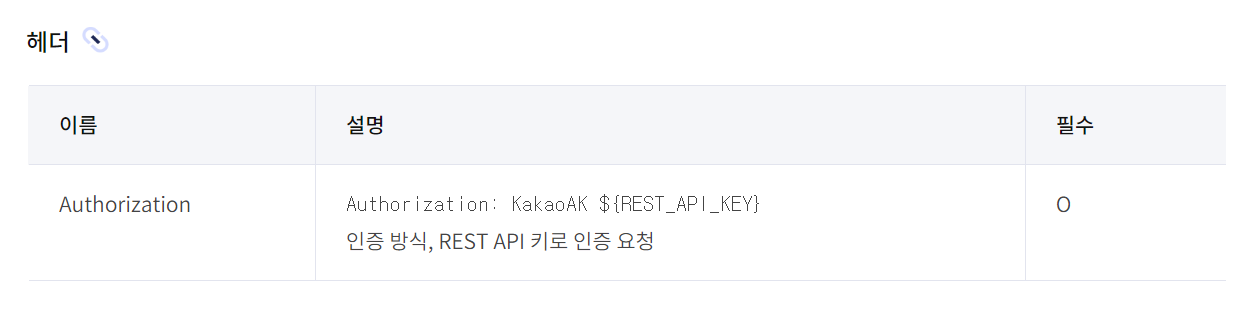 헤더
이름
설명
필수
Authorization
Authorization: KakaoAK ${REST_API_KEY}
인증 방식, REST API 키로 인증 요청
O